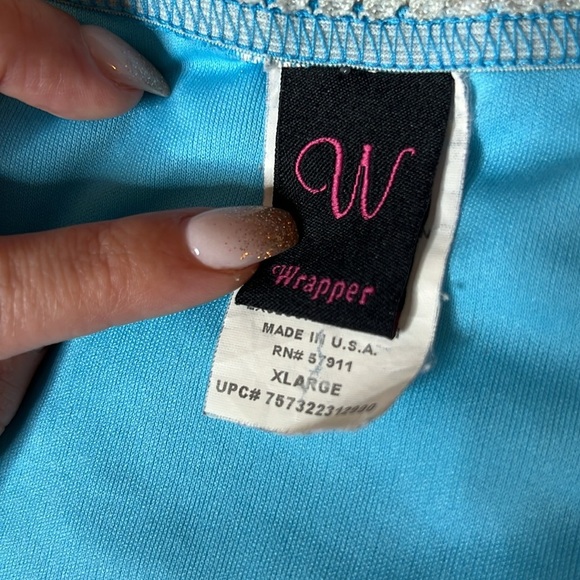 W
Wrapper
MADE IN U.S.A.
RN# 57911
XLARGE
UPC#